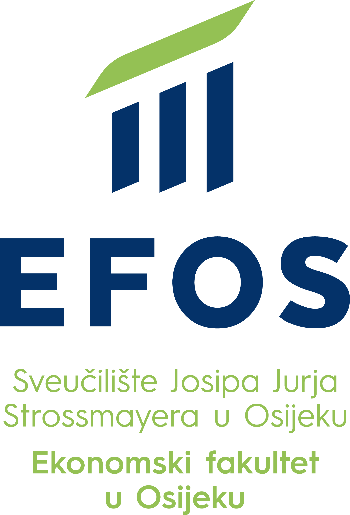 EFOS
Sveučilište Josipa Jurja
Strossmayera u Osijeku
Ekonomski fakultet
u Osijeku